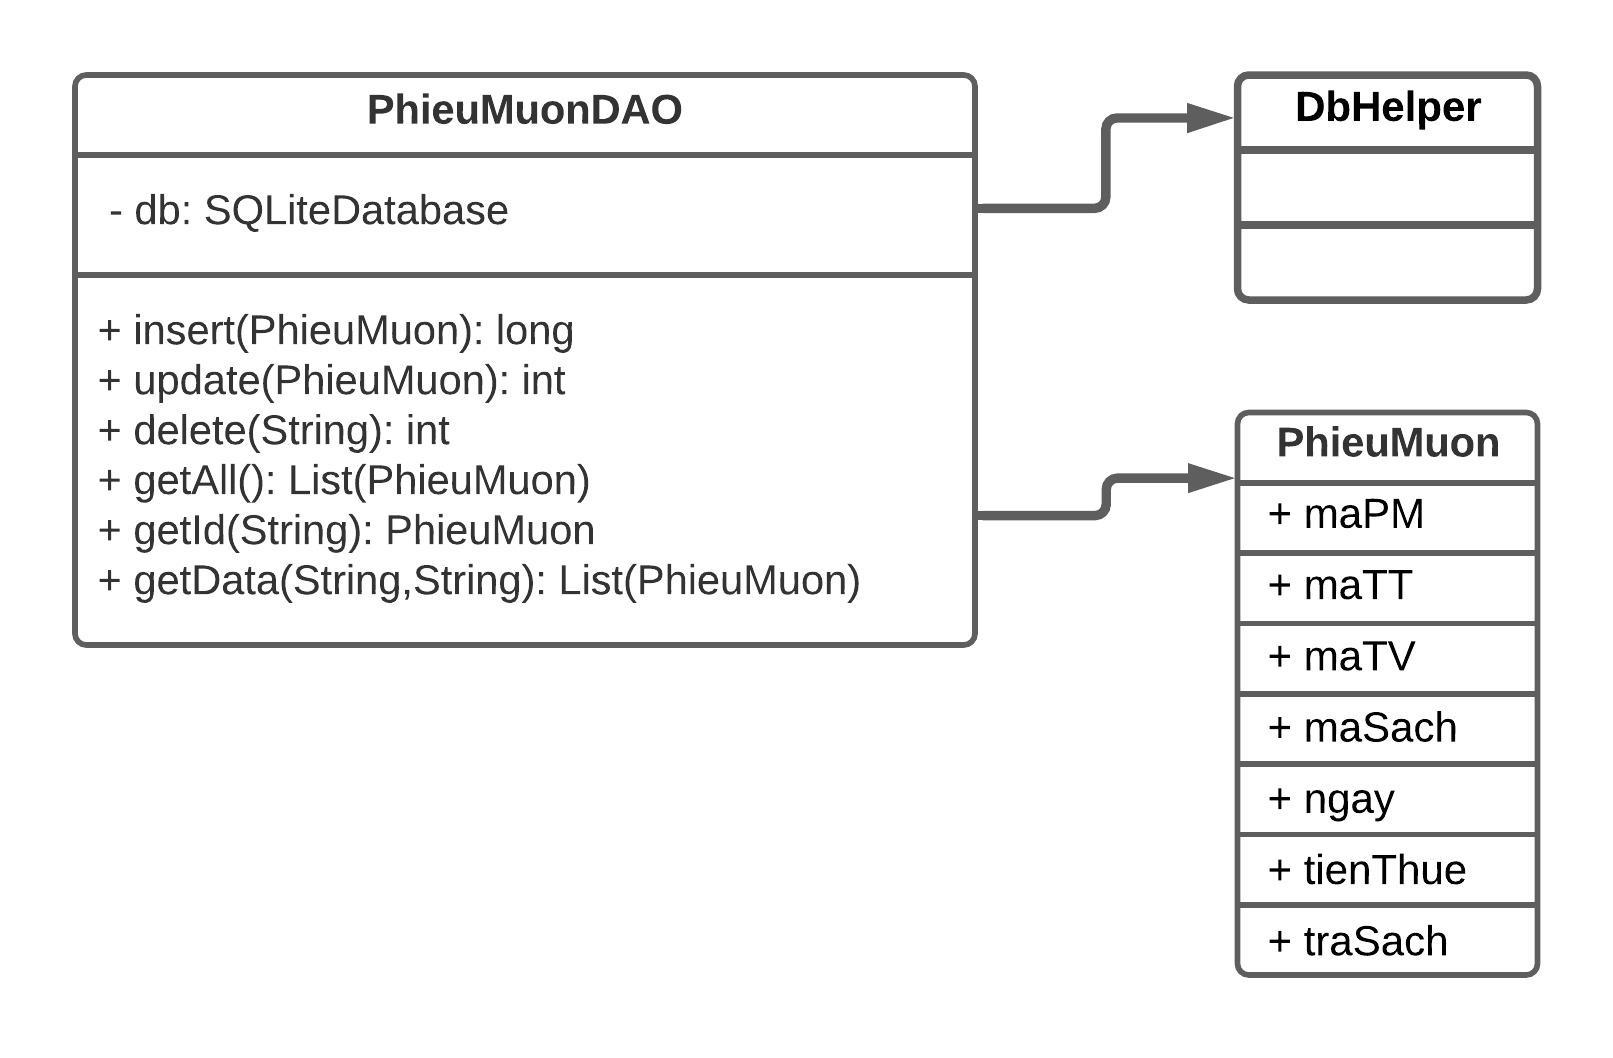 PhieuMuonDAO
- db: SQLiteDatabase
+ insert(PhieuMuon): long
+ update(PhieuMuon): int
+ delete(String): int
+ getAll(): List(PhieuMuon)
+ getId(String): PhieuMuon
+ getData(String,String): List(PhieuMuon)
DbHelper
PhieuMuon
+ maPM
+ maTT
+ maTV
+ maSach
+ ngay
+ tienThue
+ traSach